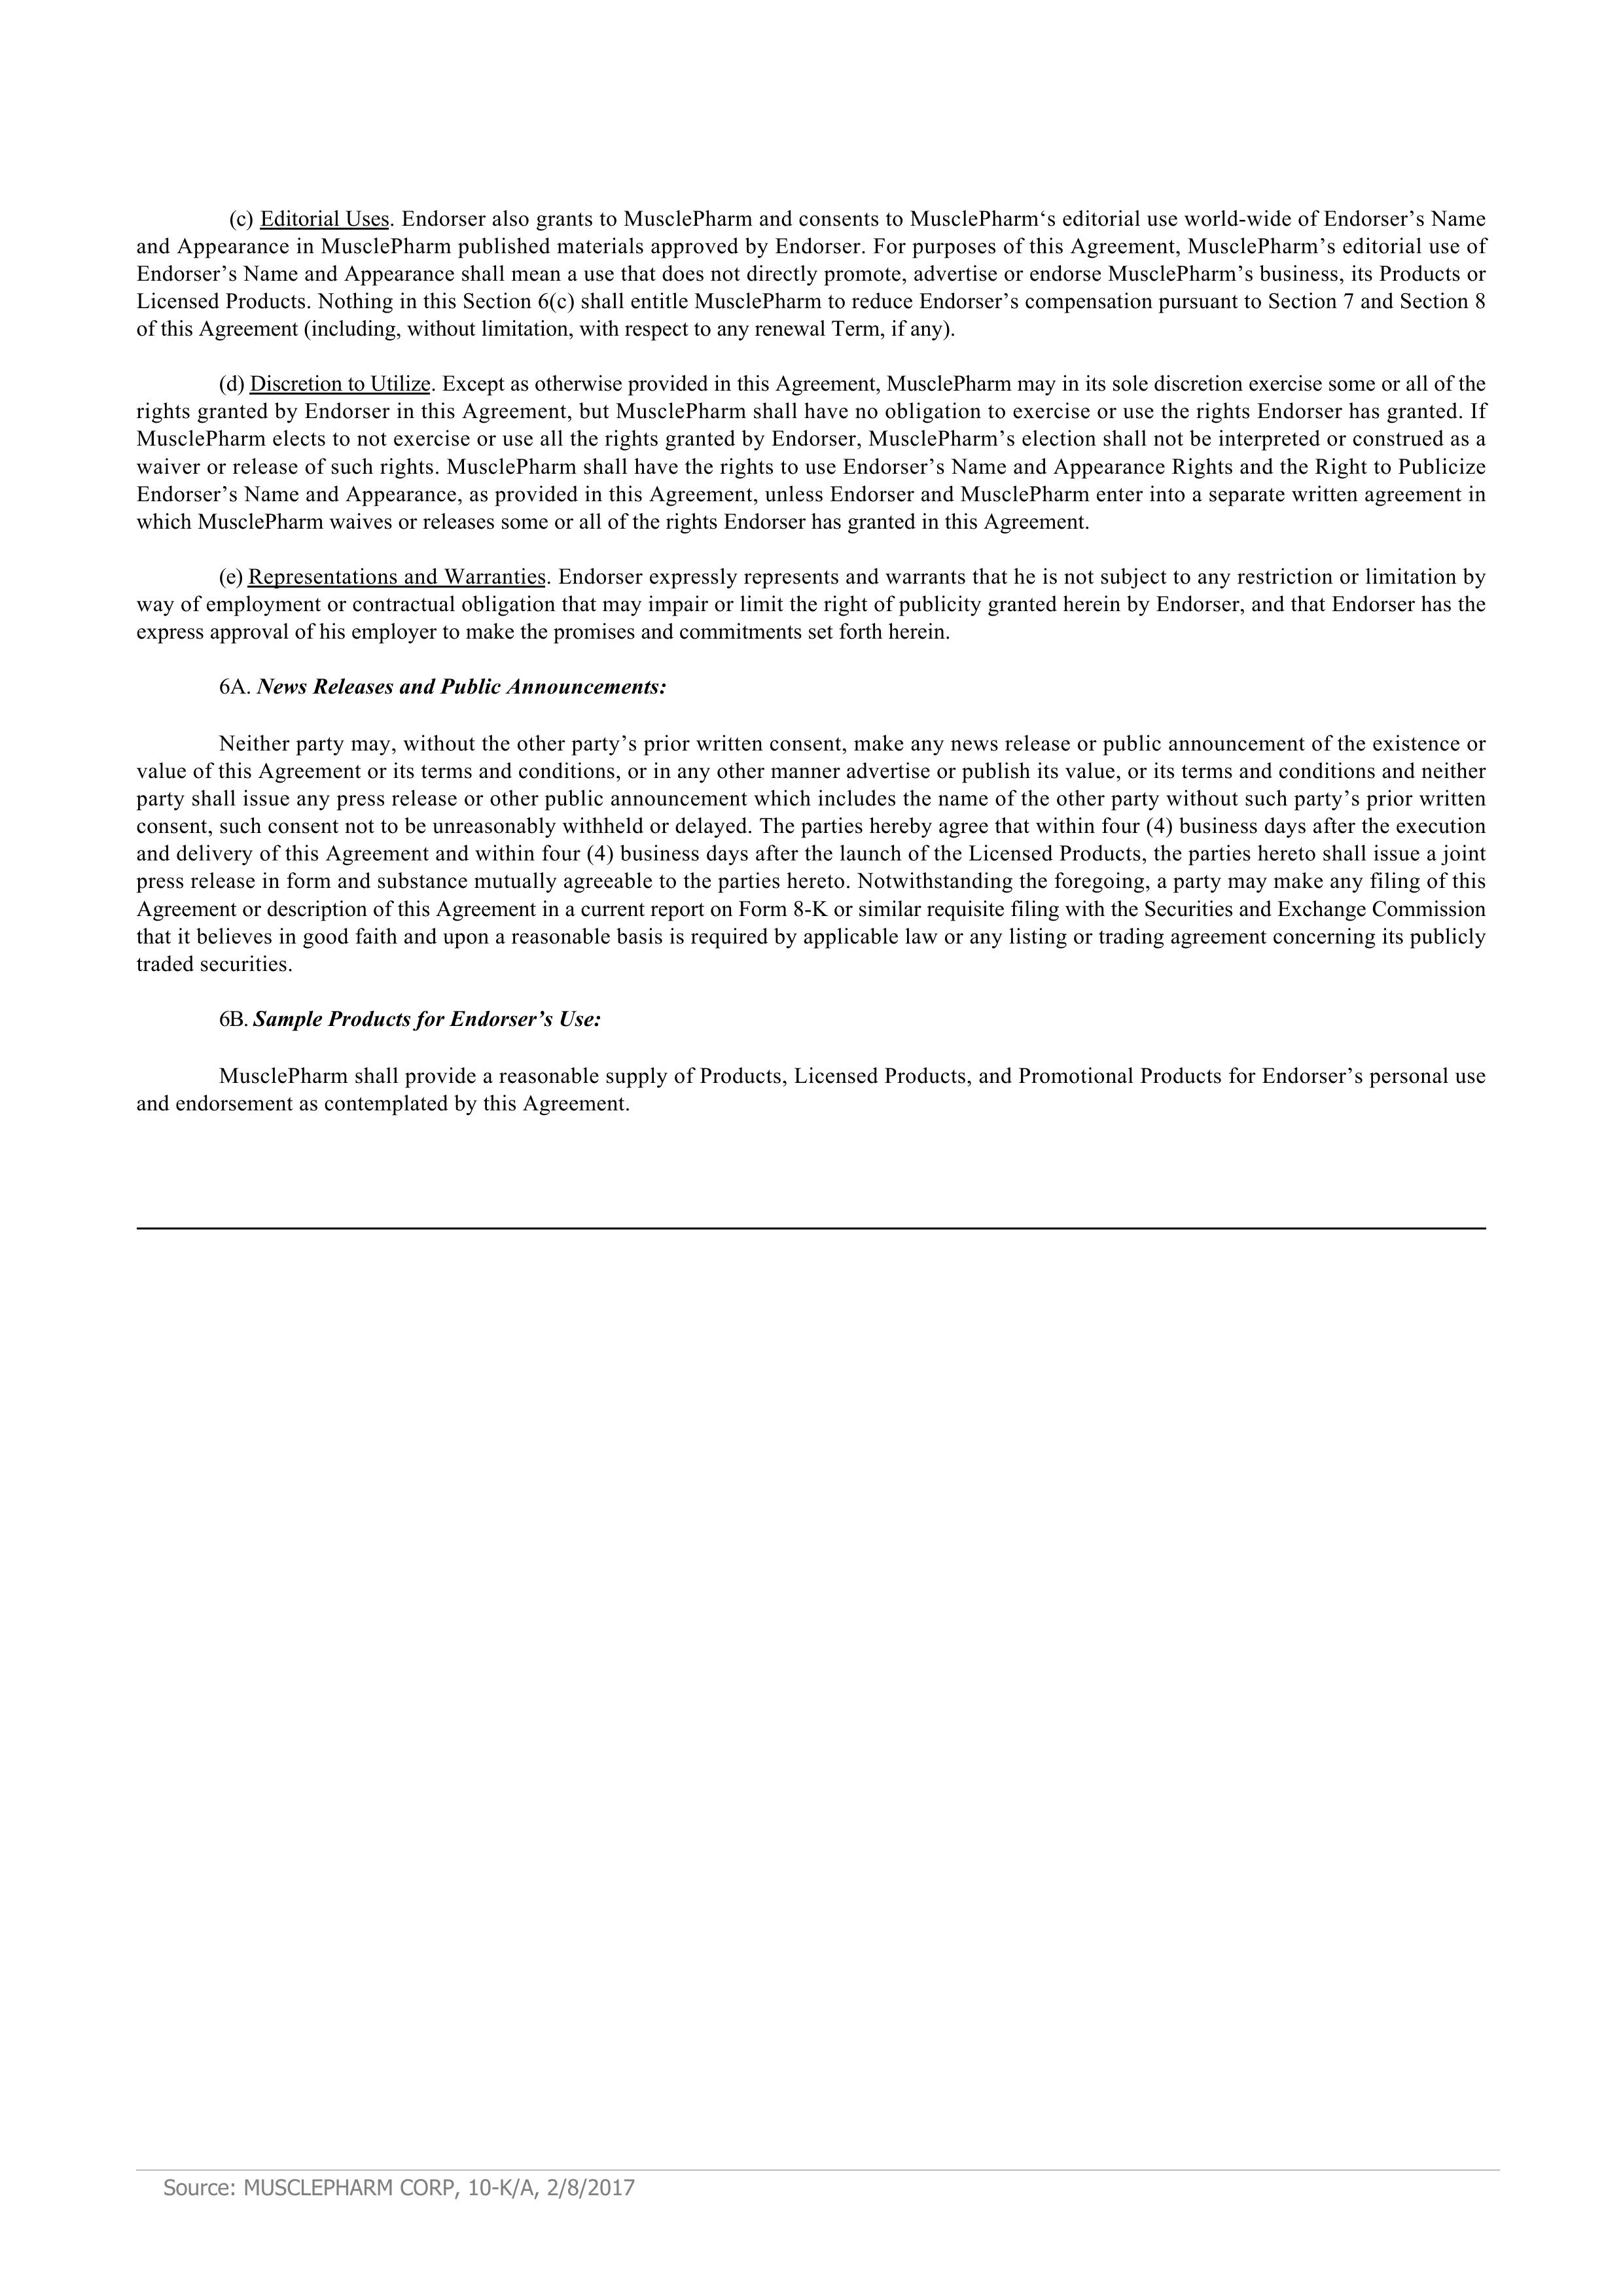 (c) Editorial Uses. Endorser also grants to MusclePharm and consents to MusclePharm‘s editorial use world-wide of Endorser’s Name
and Appearance in MusclePharm published materials approved by Endorser. For purposes of this Agreement, MusclePharm’s editorial use of
Endorser’s Name and Appearance shall mean a use that does not directly promote, advertise or endorse MusclePharm’s business, its Products or
Licensed Products. Nothing in this Section 6(c) shall entitle MusclePharm to reduce Endorser’s compensation pursuant to Section 7 and Section 8
of this Agreement (including, without limitation, with respect to any renewal Term, if any).
(d) Discretion to Utilize. Except as otherwise provided in this Agreement, MusclePharm may in its sole discretion exercise some or all of the
rights granted by Endorser in this Agreement, but MusclePharm shall have no obligation to exercise or use the rights Endorser has granted. If
MusclePharm elects to not exercise or use all the rights granted by Endorser, MusclePharm’s election shall not be interpreted or construed as a
waiver or release of such rights. MusclePharm shall have the rights to use Endorser’s Name and Appearance Rights and the Right to Publicize
Endorser’s Name and Appearance, as provided in this Agreement, unless Endorser and MusclePharm enter into a separate written agreement in
which MusclePharm waives or releases some or all of the rights Endorser has granted in this Agreement.
(e) Representations and Warranties. Endorser expressly represents and warrants that he is not subject to any restriction or limitation by
way of employment or contractual obligation that may impair or limit the right of publicity granted herein by Endorser, and that Endorser has the
express approval of his employer to make the promises and commitments set forth herein.
6A. News Releases and Public Announcements:
Neither party may, without the other party’s prior written consent, make any news release or public announcement of the existence or
value of this Agreement or its terms and conditions, or in any other manner advertise or publish its value, or its terms and conditions and neither
party shall issue any press release or other public announcement which includes the name of the other party without such party’s prior written
consent, such consent not to be unreasonably withheld or delayed. The parties hereby agree that within four (4) business days after the execution
and delivery of this Agreement and within four (4) business days after the launch of the Licensed Products, the parties hereto shall issue a joint
press release in form and substance mutually agreeable to the parties hereto. Notwithstanding the foregoing, a party may make any filing of this
Agreement or description of this Agreement in a current report on Form 8-K or similar requisite filing with the Securities and Exchange Commission
that it believes in good faith and upon a reasonable basis is required by applicable law or any listing or trading agreement concerning its publicly
traded securities.
6B. Sample Products for Endorser’s Use:
MusclePharm shall provide a reasonable supply of Products, Licensed Products, and Promotional Products for Endorser’s personal use
and endorsement as contemplated by this Agreement.
Source: MUSCLEPHARM CORP, 10-K/A, 2/8/2017